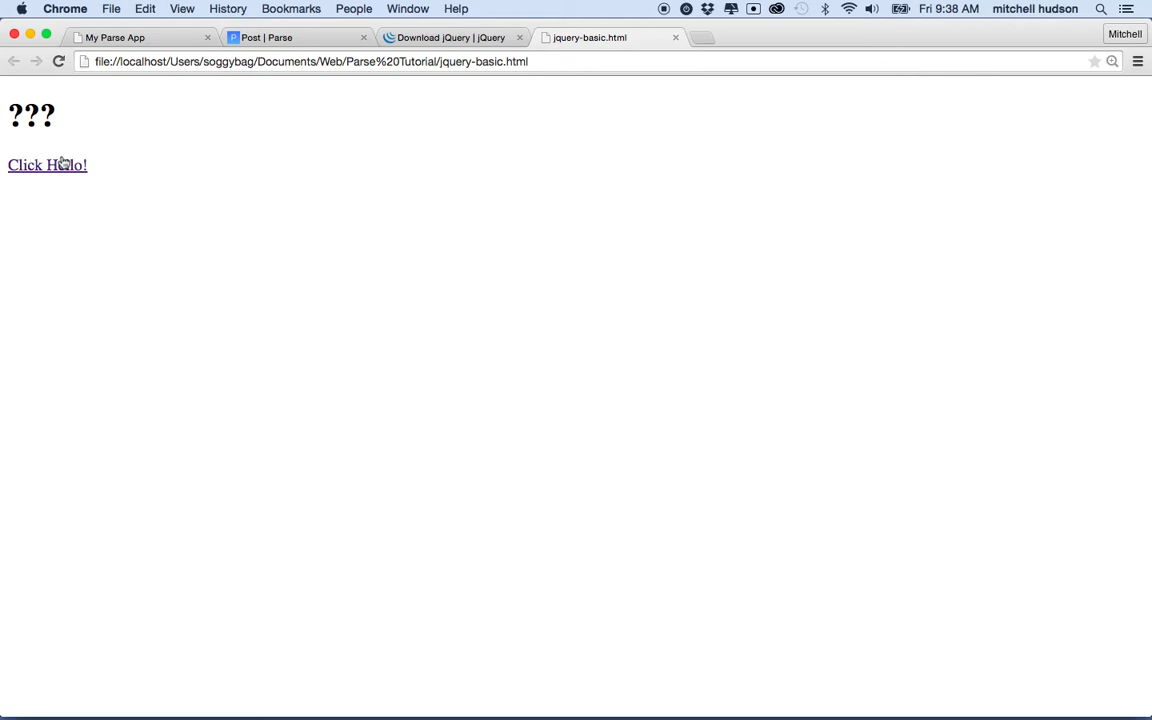 Chrome File Edit View History Bookmarks People Window Help Fri 9:38 AM mitchell hudson
My Parse App Post | Parse Download jQuery | jQuery jquery-basic.html Mitchell
file://localhost/Users/soggybag/Documents/Web/Parse%20Tutorial/jquery-basic.html
???
Click Hello!